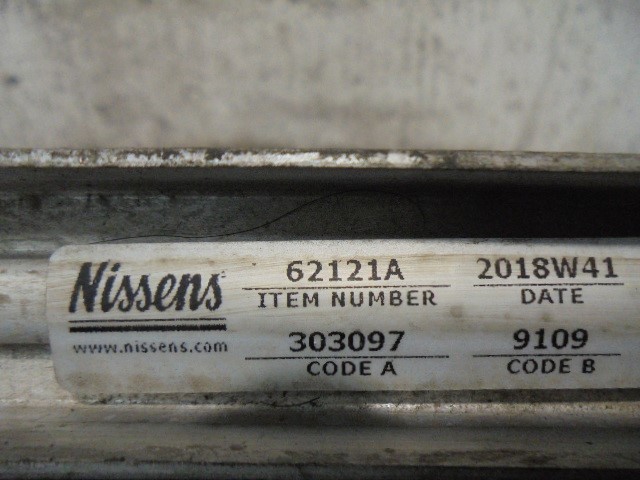 Nissens
www.nissens.com
62121A
ITEM NUMBER
303097
CODE A
2018W41
DATE
9109
CODE B